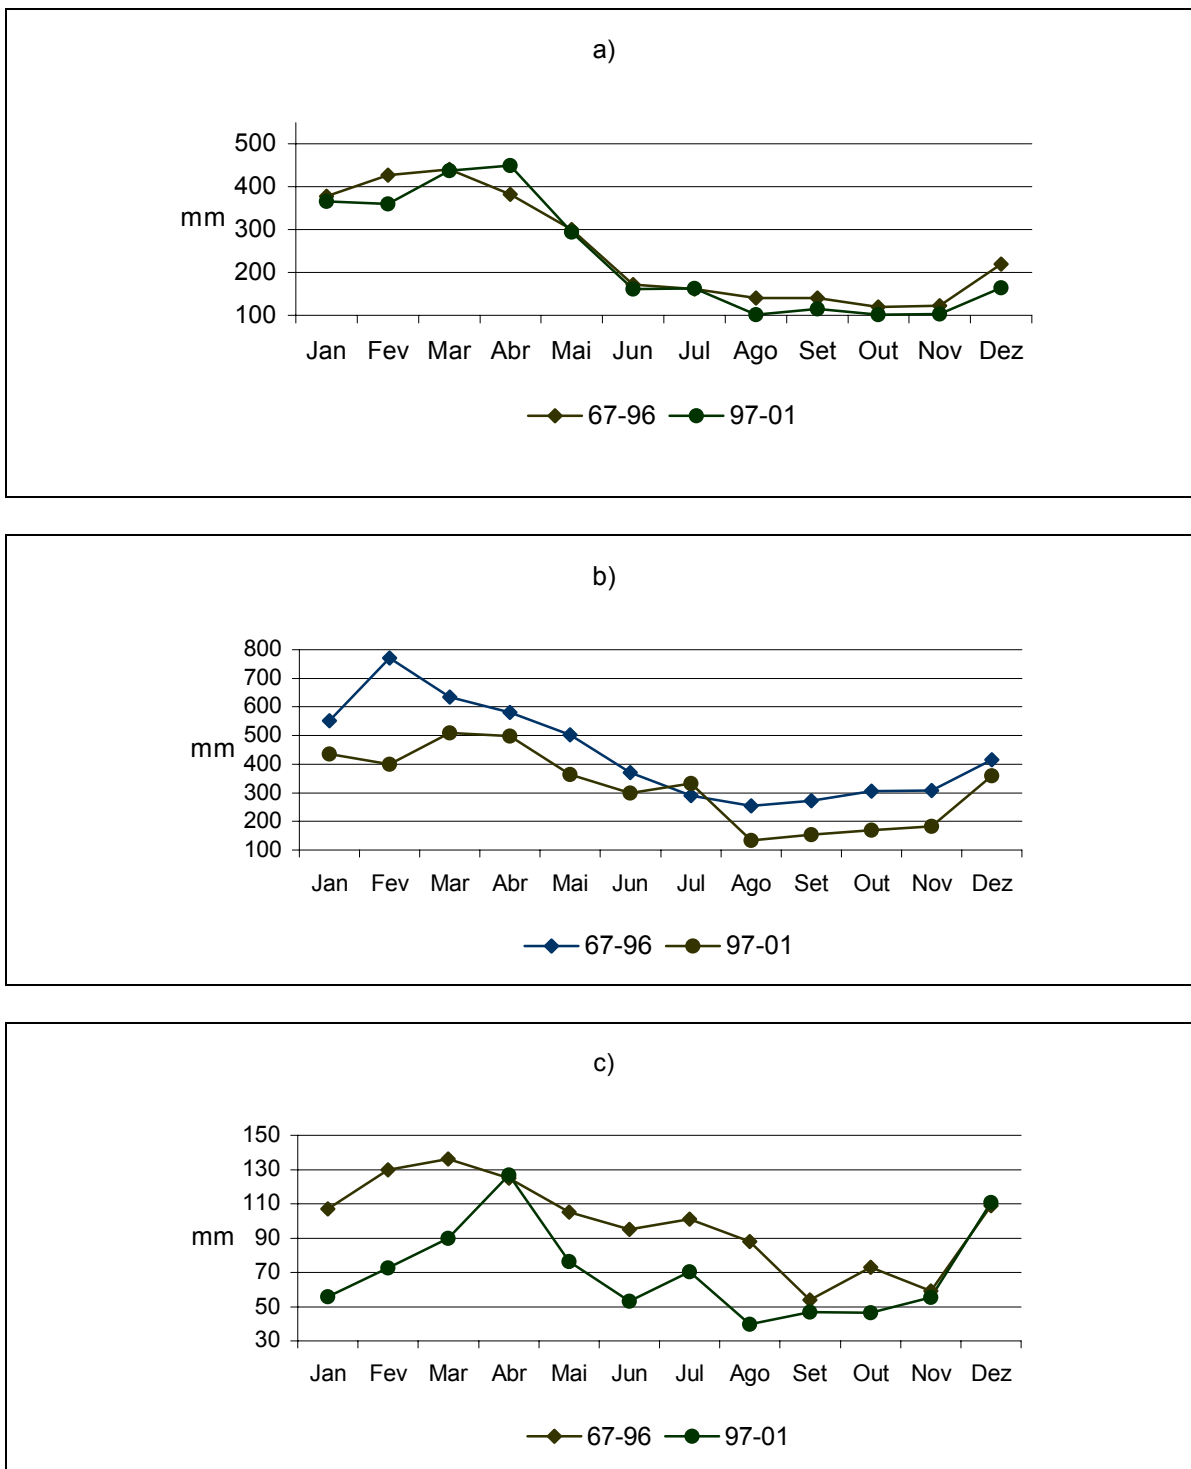 a)
500
400
mm
300
200
100
Jan Fev Mar Abr Mai Jun Jul Ago Set Out Nov Dez
67-96 97-01
b)
800
700
600
500
mm
400
300
200
100
Jan Fev Mar Abr Mai Jun Jul Ago Set Out Nov Dez
67-96 97-01
c)
150
130
110
mm 90
70
50
30
Jan Fev Mar Abr Mai Jun Jul Ago Set Out Nov Dez
67-96 97-01